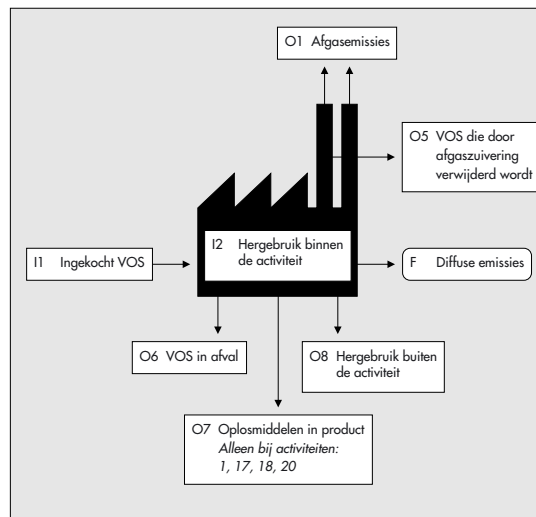 O1 Afgasemissies
O5 VOS die door
afgaszuivering
verwijderd wordt
I2 Hergebruik binnen
de activiteit
I1 Ingekocht VOS
F Diffuse emissies
O6 VOS in afval
O8 Hergebruik buiten
de activiteit
O7 Oplosmiddelen in product
Alleen bij activiteiten:
1, 17, 18, 20